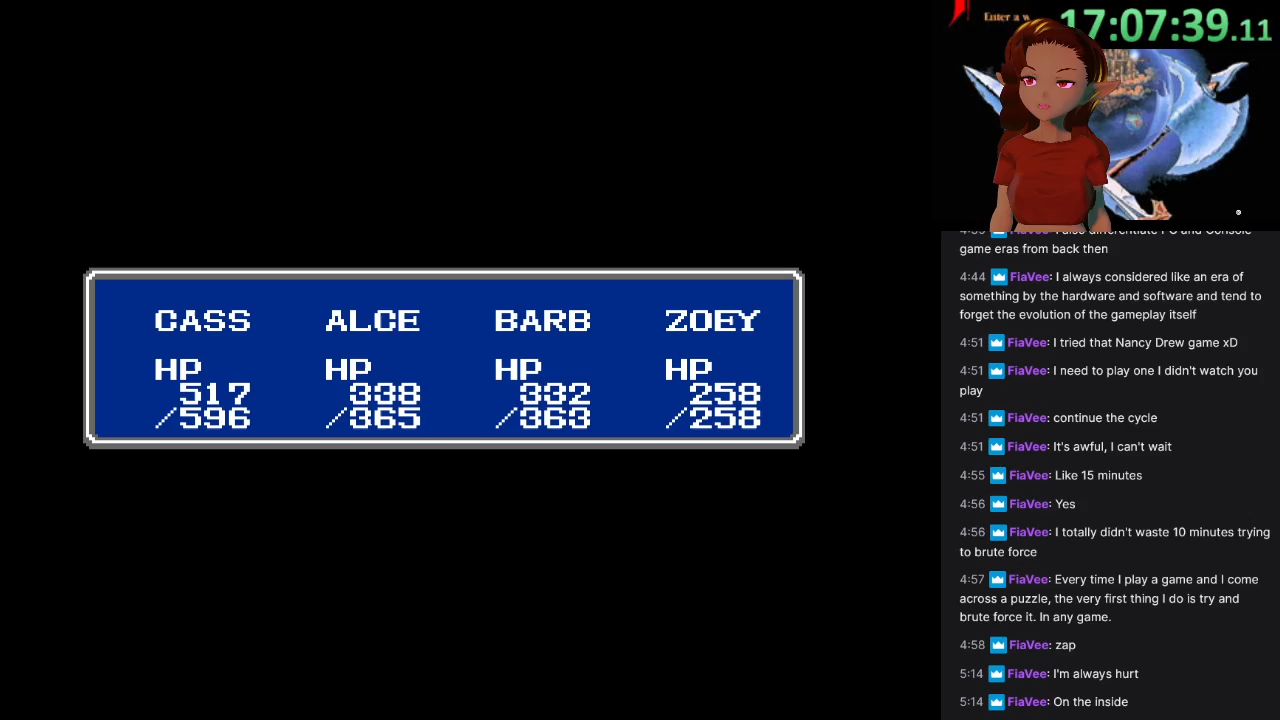 Enter a w
17:07:39.11
CASS ALCE BARB ZOEY
HP HP HP HP
517 338 332 258
/596 /365 /363 /258
game eras from back then
4:44 FiaVee: I always considered like an era of
something by the hardware and software and tend to
forget the evolution of the gameplay itself
4:51 FiaVee: I tried that Nancy Drew game xD
4:51 FiaVee: I need to play one I didn't watch you
play
4:51 FiaVee: continue the cycle
4:51 FiaVee: It's awful, I can't wait
4:55 FiaVee: Like 15 minutes
4:56 FiaVee: Yes
4:56 FiaVee: I totally didn't waste 10 minutes trying
to brute force
4:57 FiaVee: Every time I play a game and I come
across a puzzle, the very first thing I do is try and
brute force it. In any game.
4:58 FiaVee: zap
5:14 FiaVee: I'm always hurt
5:14 FiaVee: On the inside